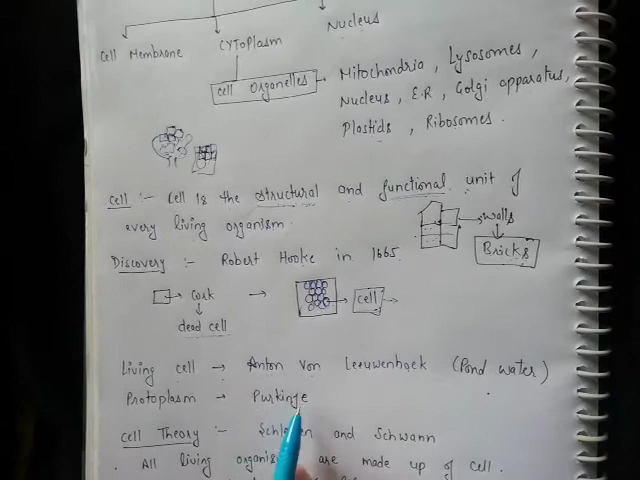 Nucleus
Cell Membrane CYToplasm
Cell Organelles → Mitochondria, Lysosomes,
Nucleus, E.R, Golgi apparatus,
Plastids, Ribosomes.
Cell :- Cell is the structural and functional unit of
every living organism.
→ walls
Bricks
Discovery :- Robert Hooke in 1665.
→ Cork → → cell →
dead cell
Living cell → Anton Von Leeuwenhoek (Pond water)
Protoplasm → Purkinje
Cell Theory :- and Schwann
. All living are made up of cell.